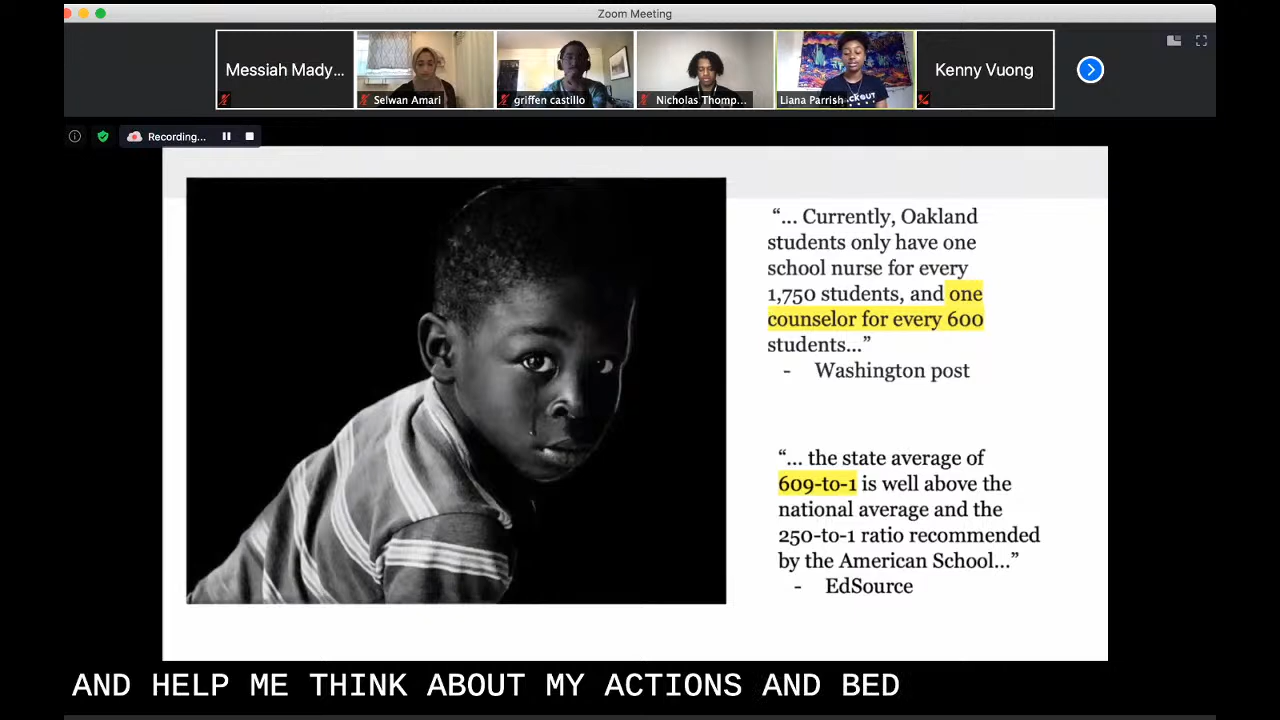 Zoom Meeting
Messiah Mady...
Selwan Amari
griffen castillo
Nicholas Thomp...
Liana Parrish
Kenny Vuong
Recording...
“... Currently, Oakland
students only have one
school nurse for every
1,750 students, and one
counselor for every 600
students...”
- Washington post
“... the state average of
609-to-1 is well above the
national average and the
250-to-1 ratio recommended
by the American School...”
- EdSource
AND HELP ME THINK ABOUT MY ACTIONS AND BED